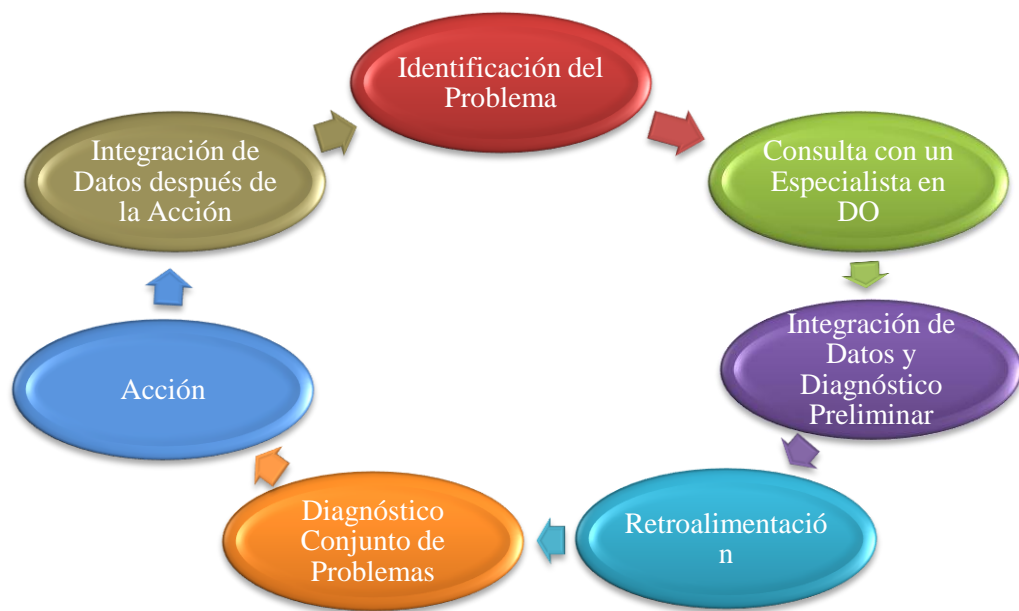 Identificación del
Problema
Consulta con un
Especialista en
DO
Integración de
Datos y
Diagnóstico
Preliminar
Retroalimentació
n
Diagnóstico
Conjunto de
Problemas
Acción
Integración de
Datos después de
la Acción